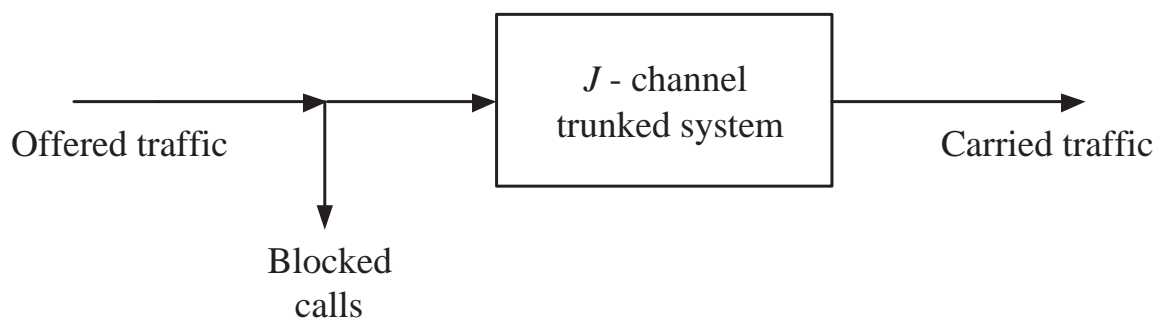 J - channel
trunked system
Offered traffic
Carried traffic
Blocked
calls